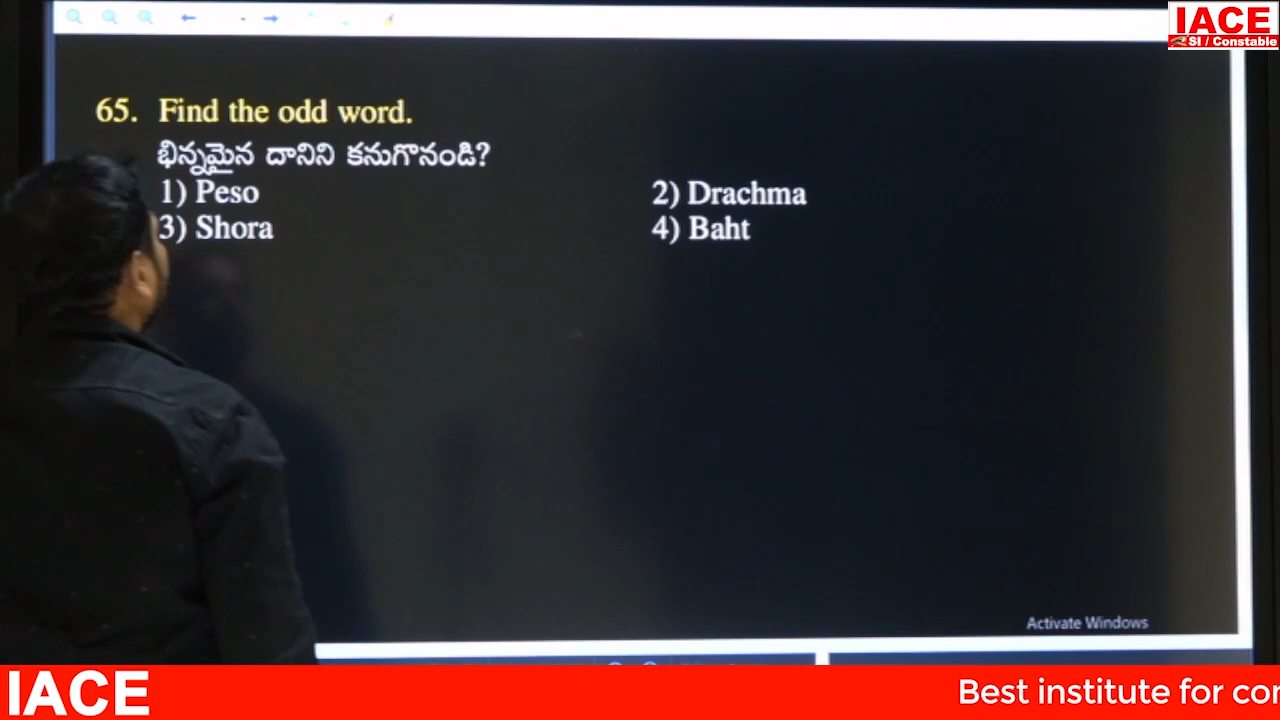 IACE
SI / Constable
65. Find the odd word.
భిన్నమైన దానిని కనుగొనండి?
1) Peso 2) Drachma
3) Shora 4) Baht
Activate Windows
IACE Best institute for con